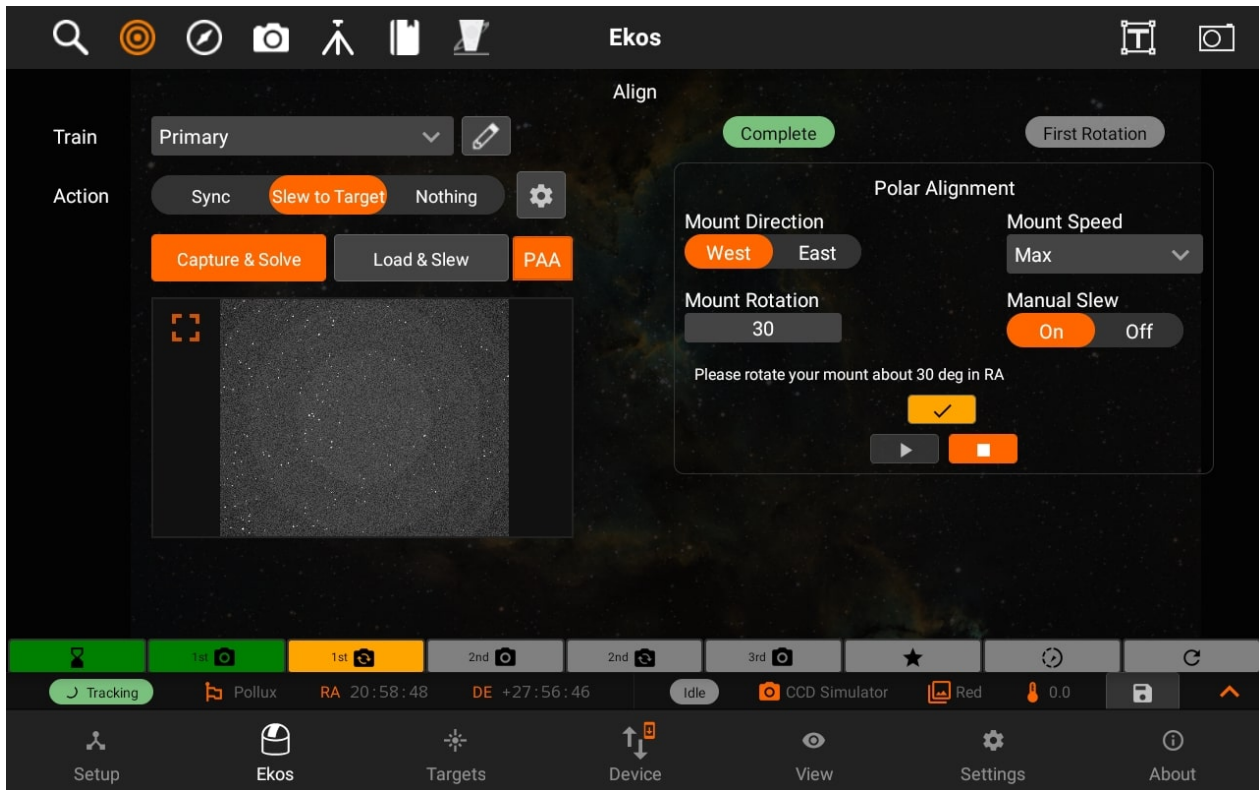 Ekos
Align
Train Primary Complete First Rotation
Action Sync Slew to Target Nothing Polar Alignment
Mount Direction Mount Speed
West East Max
Capture & Solve Load & Slew PAA
Mount Rotation Manual Slew
30 On Off
Please rotate your mount about 30 deg in RA
1st 1st 2nd 2nd 3rd
Tracking Pollux RA 20:58:48 DE +27:56:46 Idle CCD Simulator Red 0.0
Setup Ekos Targets Device View Settings About